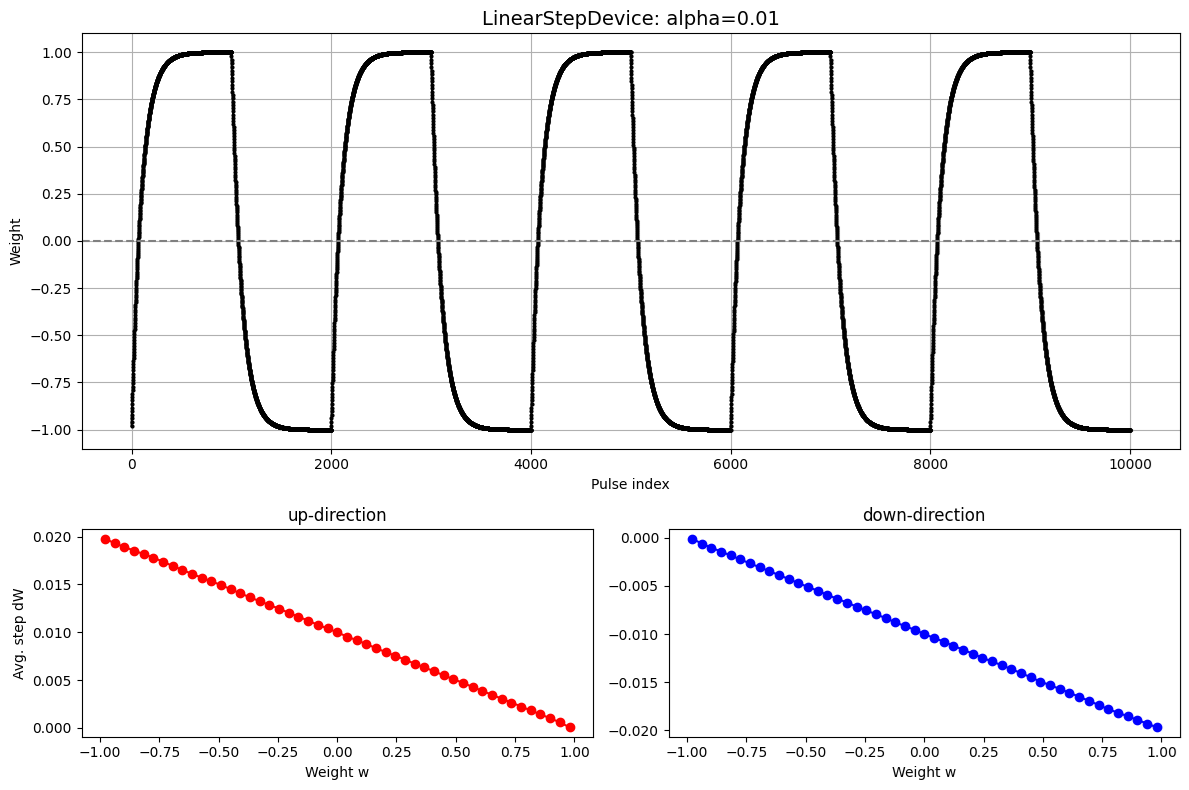 LinearStepDevice: alpha=0.01
Weight
1.00
0.75
0.50
0.25
0.00
−0.25
−0.50
−0.75
−1.00
0 2000 4000 6000 8000 10000
Pulse index
up-direction
Avg. step dW
0.020
0.015
0.010
0.005
0.000
−1.00 −0.75 −0.50 −0.25 0.00 0.25 0.50 0.75 1.00
Weight w
down-direction
0.000
−0.005
−0.010
−0.015
−0.020
−1.00 −0.75 −0.50 −0.25 0.00 0.25 0.50 0.75 1.00
Weight w